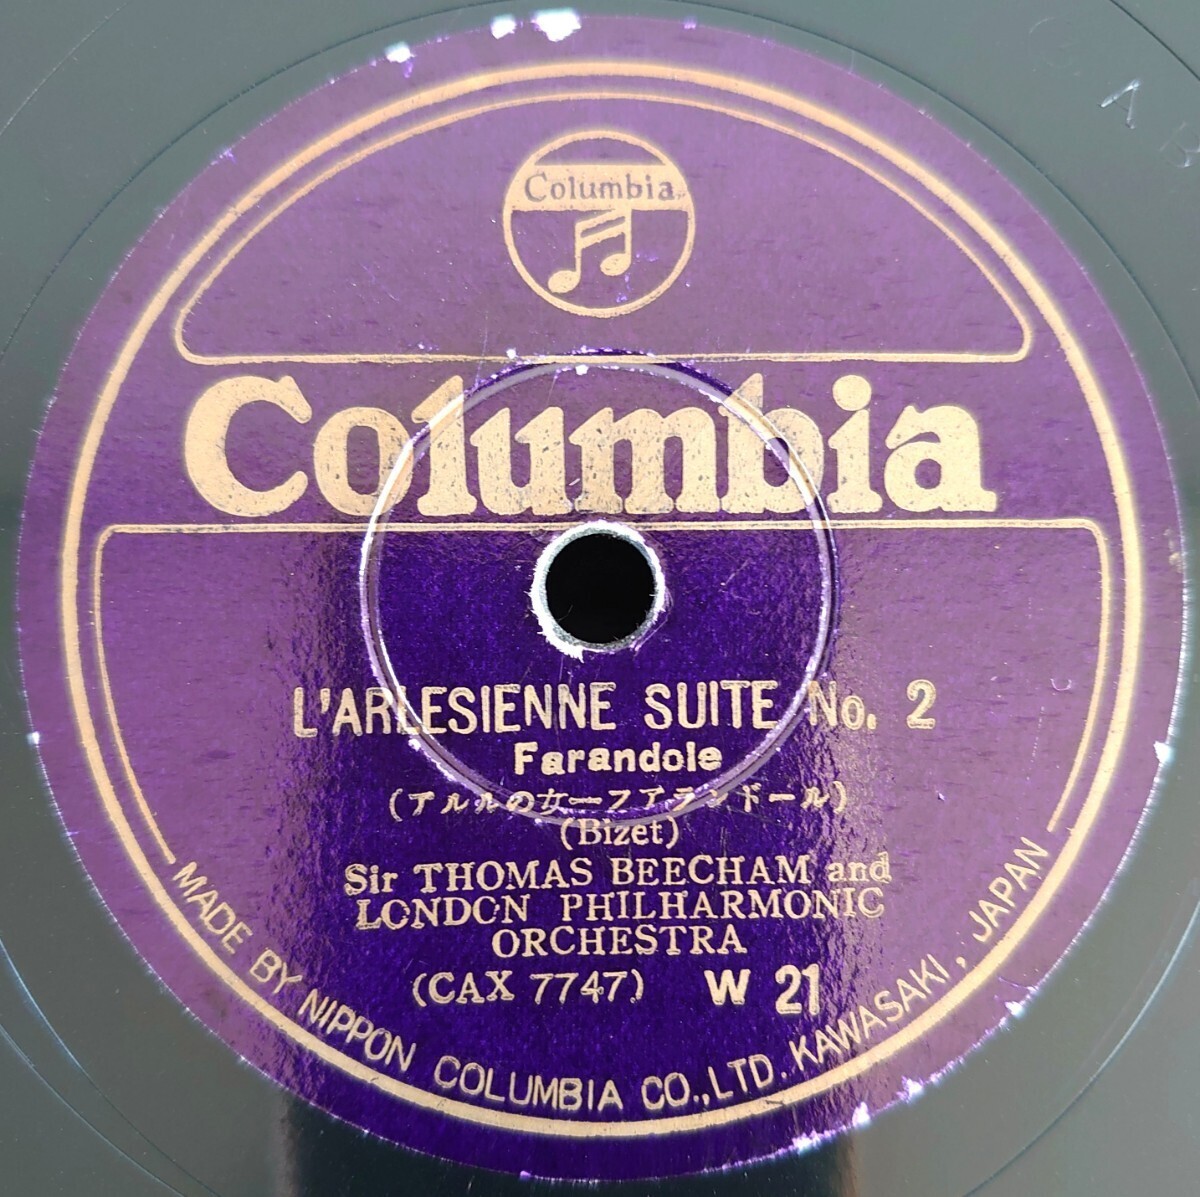 A B
Columbia
Columbia
L'ARLESIENNE SUITE No. 2
Farandole
(アルルの女ーフアランドール)
(Bizet)
Sir THOMAS BEECHAM and
LONDON PHILHARMONIC
ORCHESTRA
(CAX 7747) W 21
MADE BY NIPPON COLUMBIA CO., LTD. KAWASAKI, JAPAN